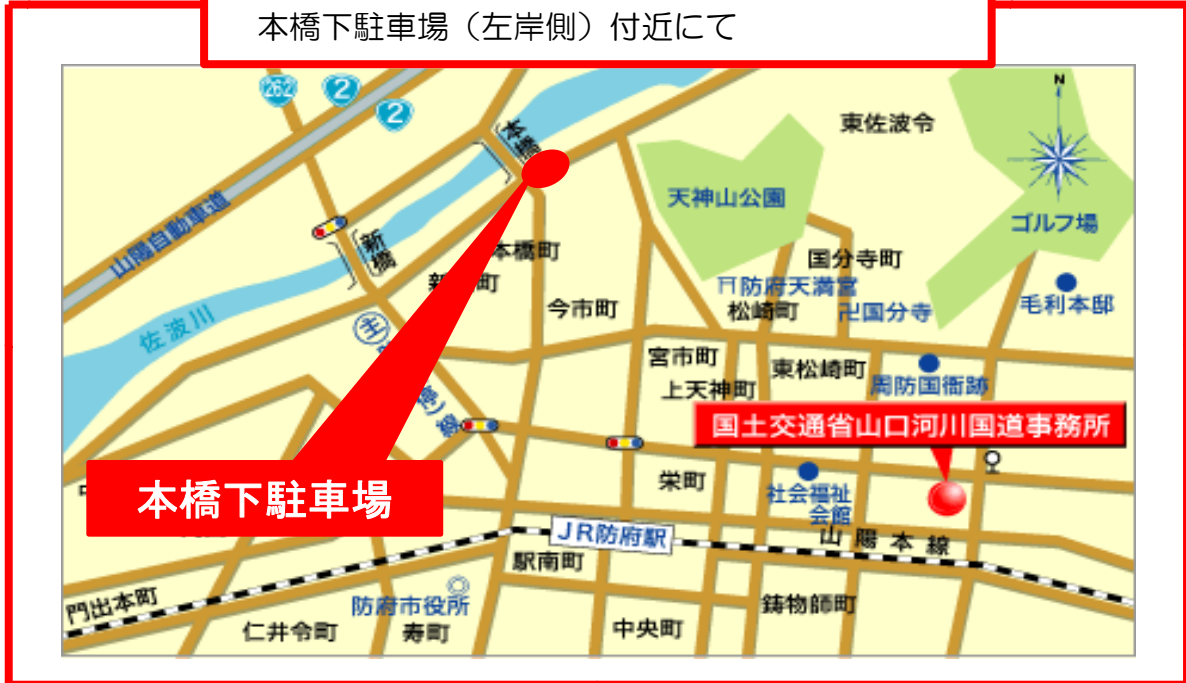 本橋下駐車場（左岸側）付近にて
262
2
2
N
本橋
東佐波令
天神山公園
ゴルフ場
山陽自動車道
新橋
本橋町
国分寺町
防府天満宮
毛利本邸
今市町
松崎町
卍国分寺
佐波川
主
宮市町
東松崎町
上天神町
周防国衙跡
線
国土交通省山口河川国道事務所
本橋下駐車場
栄町
社会福祉
会館
JR防府駅
山陽本線
駅南町
門出本町
防府市役所
鋳物師町
仁井令町
寿町
中央町